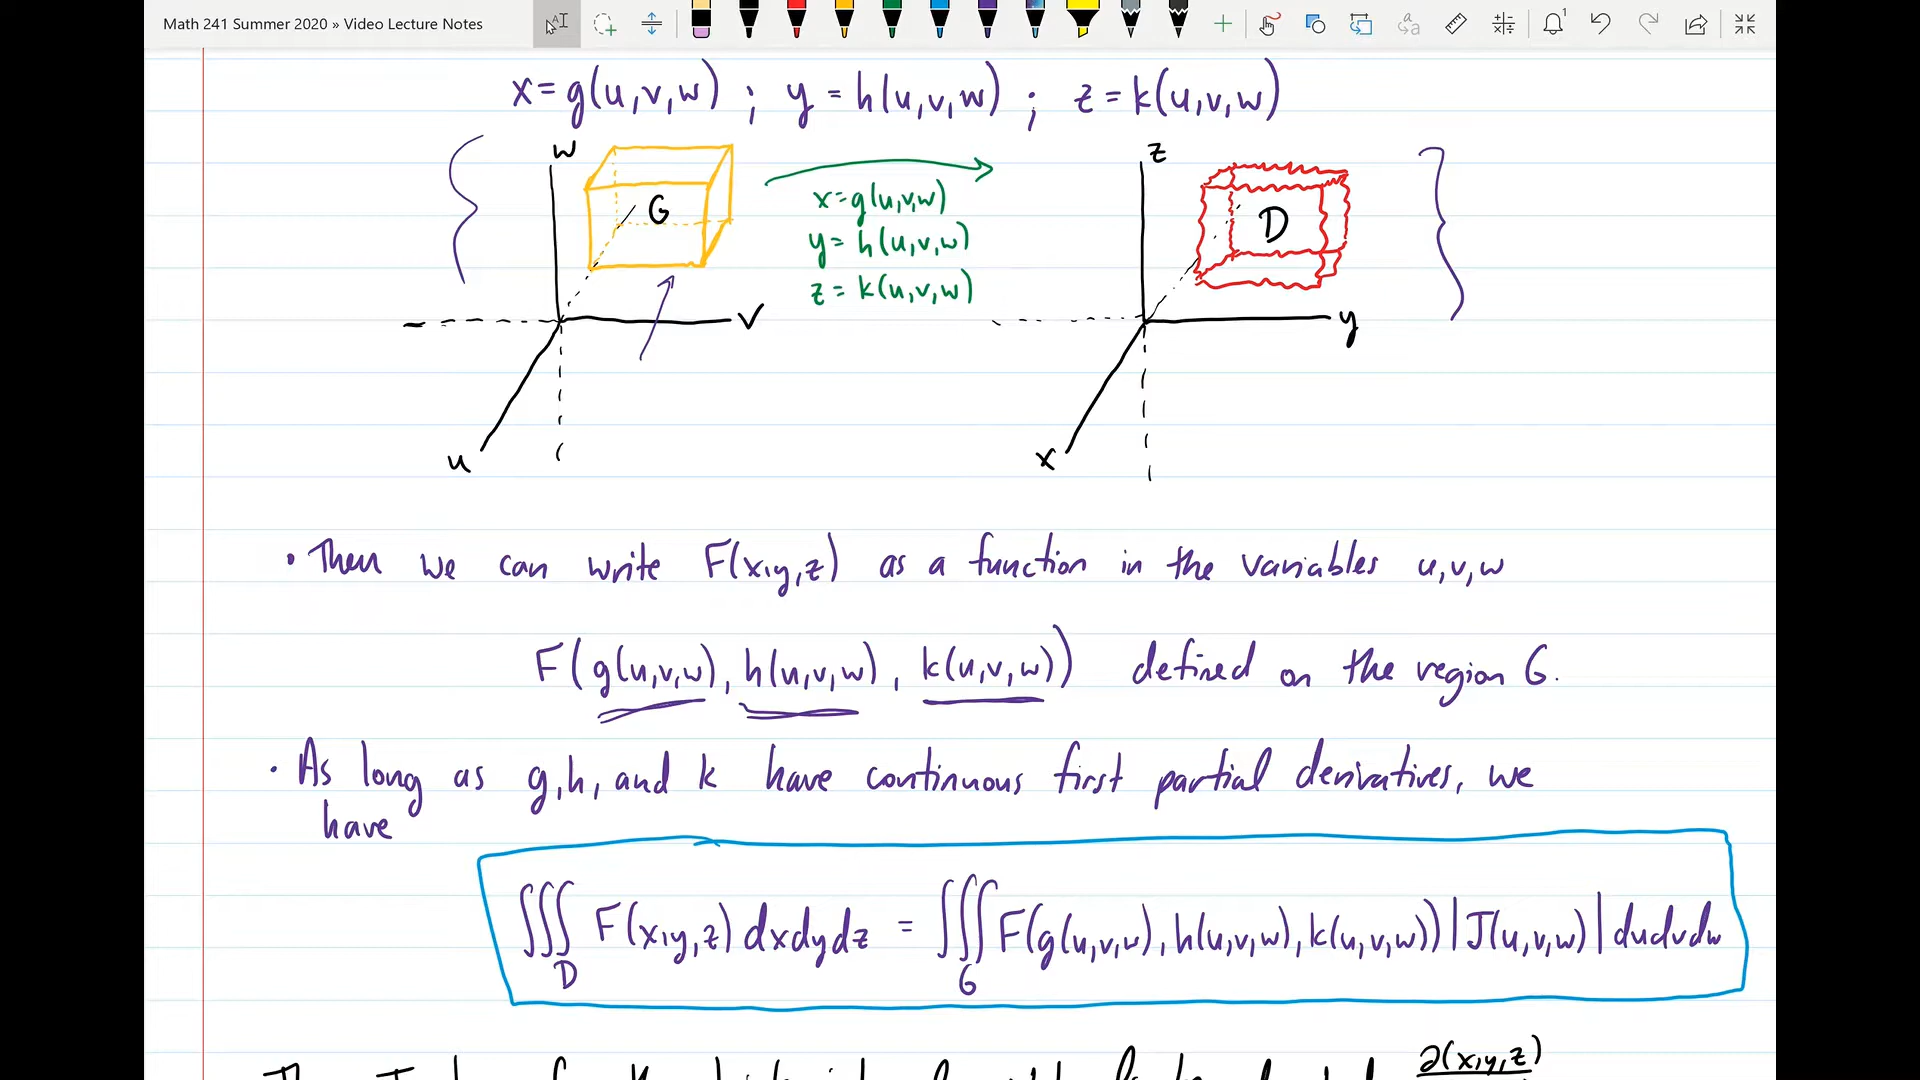 Math 241 Summer 2020 » Video Lecture Notes
x=g(u,v,w) ; y=h(u,v,w) ; z=k(u,v,w)
w
G
v
u
x=g(u,v,w)
y=h(u,v,w)
z=k(u,v,w)
z
D
y
x
• Then we can write F(x,y,z) as a function in the variables u,v,w
F(g(u,v,w), h(u,v,w), k(u,v,w)) defined on the region G.
• As long as g,h, and k have continuous first partial derivatives, we
have
∭_D F(x,y,z) dxdydz = ∭_G F(g(u,v,w), h(u,v,w), k(u,v,w)) |J(u,v,w)| dudvdw
∂(x,y,z)